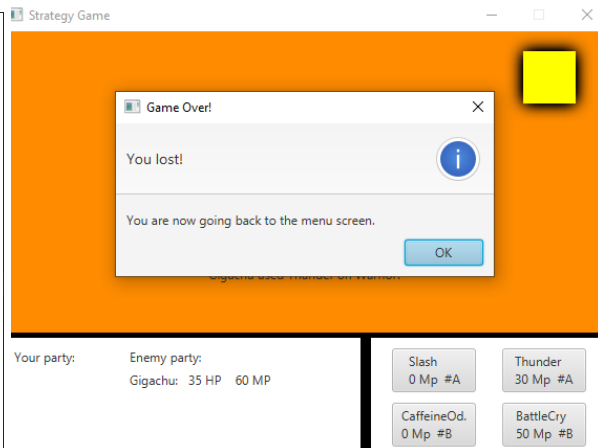 Strategy Game
Game Over!
You lost!
You are now going back to the menu screen.
OK
Gigachu used Thunder on Warrior!
Your party:
Enemy party:
Gigachu: 35 HP 60 MP
Slash
0 Mp #A
Thunder
30 Mp #A
CaffeineOd.
0 Mp #B
BattleCry
50 Mp #B